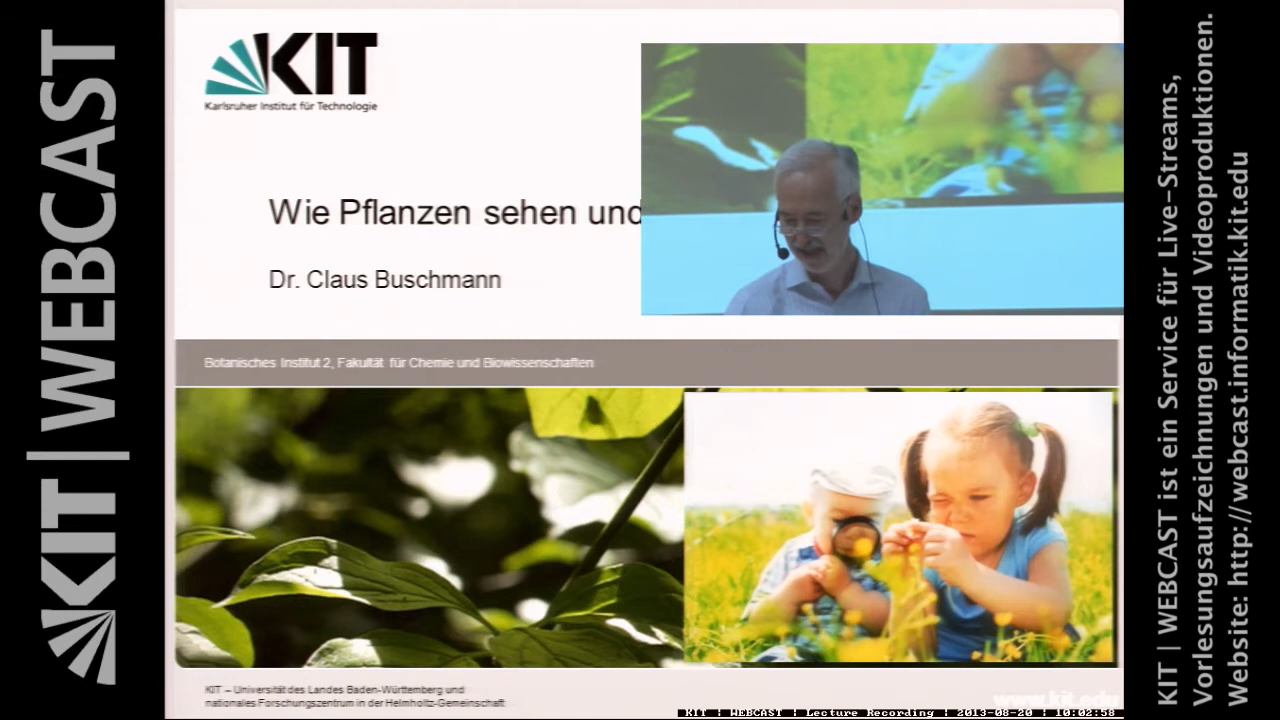 KIT | WEBCAST
KIT
Karlsruher Institut für Technologie
Wie Pflanzen sehen und
Dr. Claus Buschmann
Botanisches Institut 2, Fakultät für Chemie und Biowissenschaften
KIT – Universität des Landes Baden-Württemberg und
nationales Forschungszentrum in der Helmholtz-Gemeinschaft
www.kit.edu
KIT : WEBCAST : Lecture Recording : 2013-08-20 : 10:02:58
KIT | WEBCAST ist ein Service für Live-Streams,
Vorlesungsaufzeichnungen und Videoproduktionen.
Website: http://webcast.informatik.kit.edu